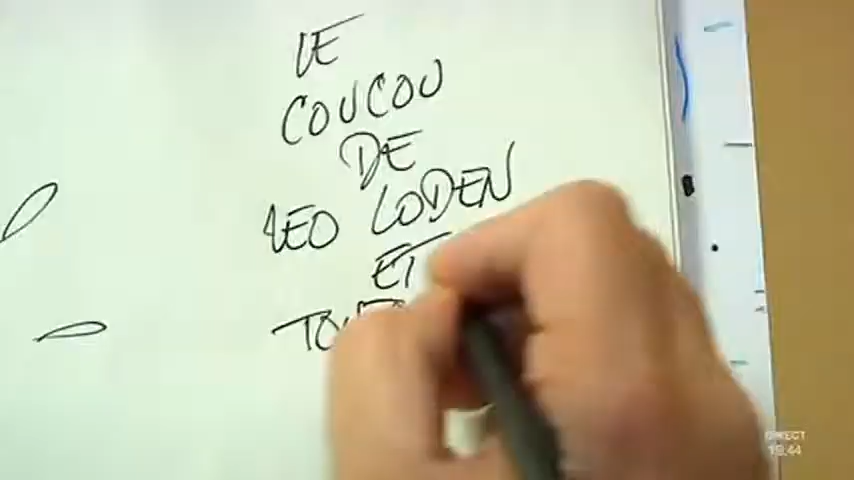 LE
COUCOU
DE
LEO LODEN
ET
DIRECT
19:44